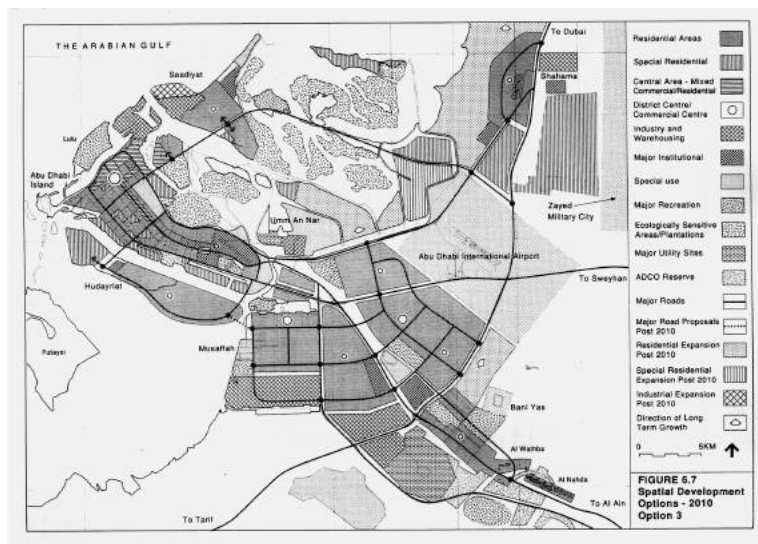 THE ARABIAN GULF
To Dubai
Saadiyat
Shahama
Lulu
Abu Dhabi
Island
Umm An Nar
Zayed
Military City
Abu Dhabi International Airport
To Sweyhan
Hudayriat
Futaysi
Musaffah
Bani Yas
Al Wathba
Al Nahda
To Al Ain
To Tarif
Residential Areas
Special Residential
Central Area - Mixed
Commercial/Residential
District Centre/
Commercial Centre
Industry and
Warehousing
Major Institutional
Special use
Major Recreation
Ecologically Sensitive
Areas/Plantations
Major Utility Sites
ADCO Reserve
Major Roads
Major Road Proposals
Post 2010
Residential Expansion
Post 2010
Special Residential
Expansion Post 2010
Industrial Expansion
Post 2010
Direction of Long
Term Growth
0 5KM
FIGURE 6.7
Spatial Development
Options - 2010
Option 3